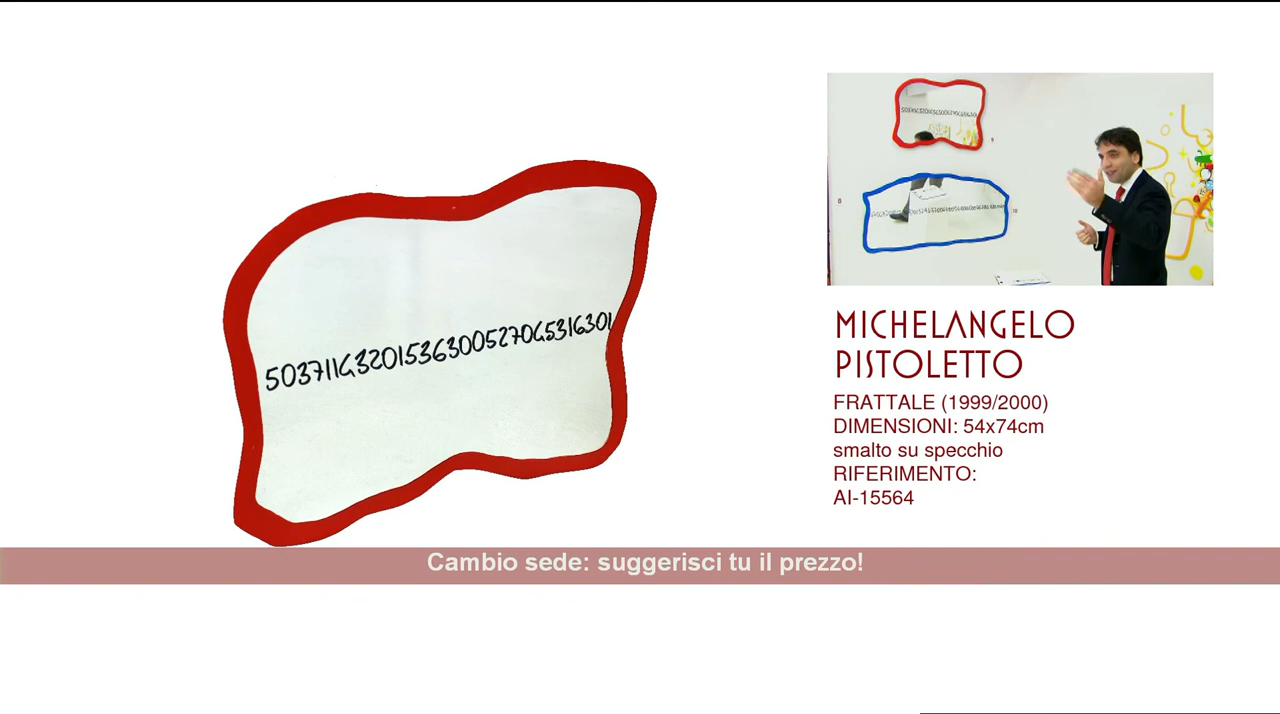 50371143201536300527045316301
MICHELANGELO
PISTOLETTO
FRATTALE (1999/2000)
DIMENSIONI: 54x74cm
smalto su specchio
RIFERIMENTO:
AI-15564
Cambio sede: suggerisci tu il prezzo!